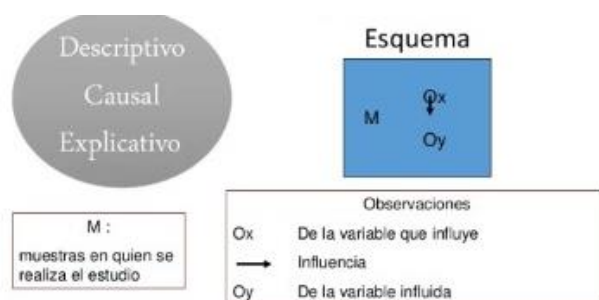 Descriptivo
Causal
Explicativo
Esquema
M
Ox
Oy
M :
muestras en quien se
realiza el estudio
Observaciones
Ox De la variable que influye
Influencia
Oy De la variable influida